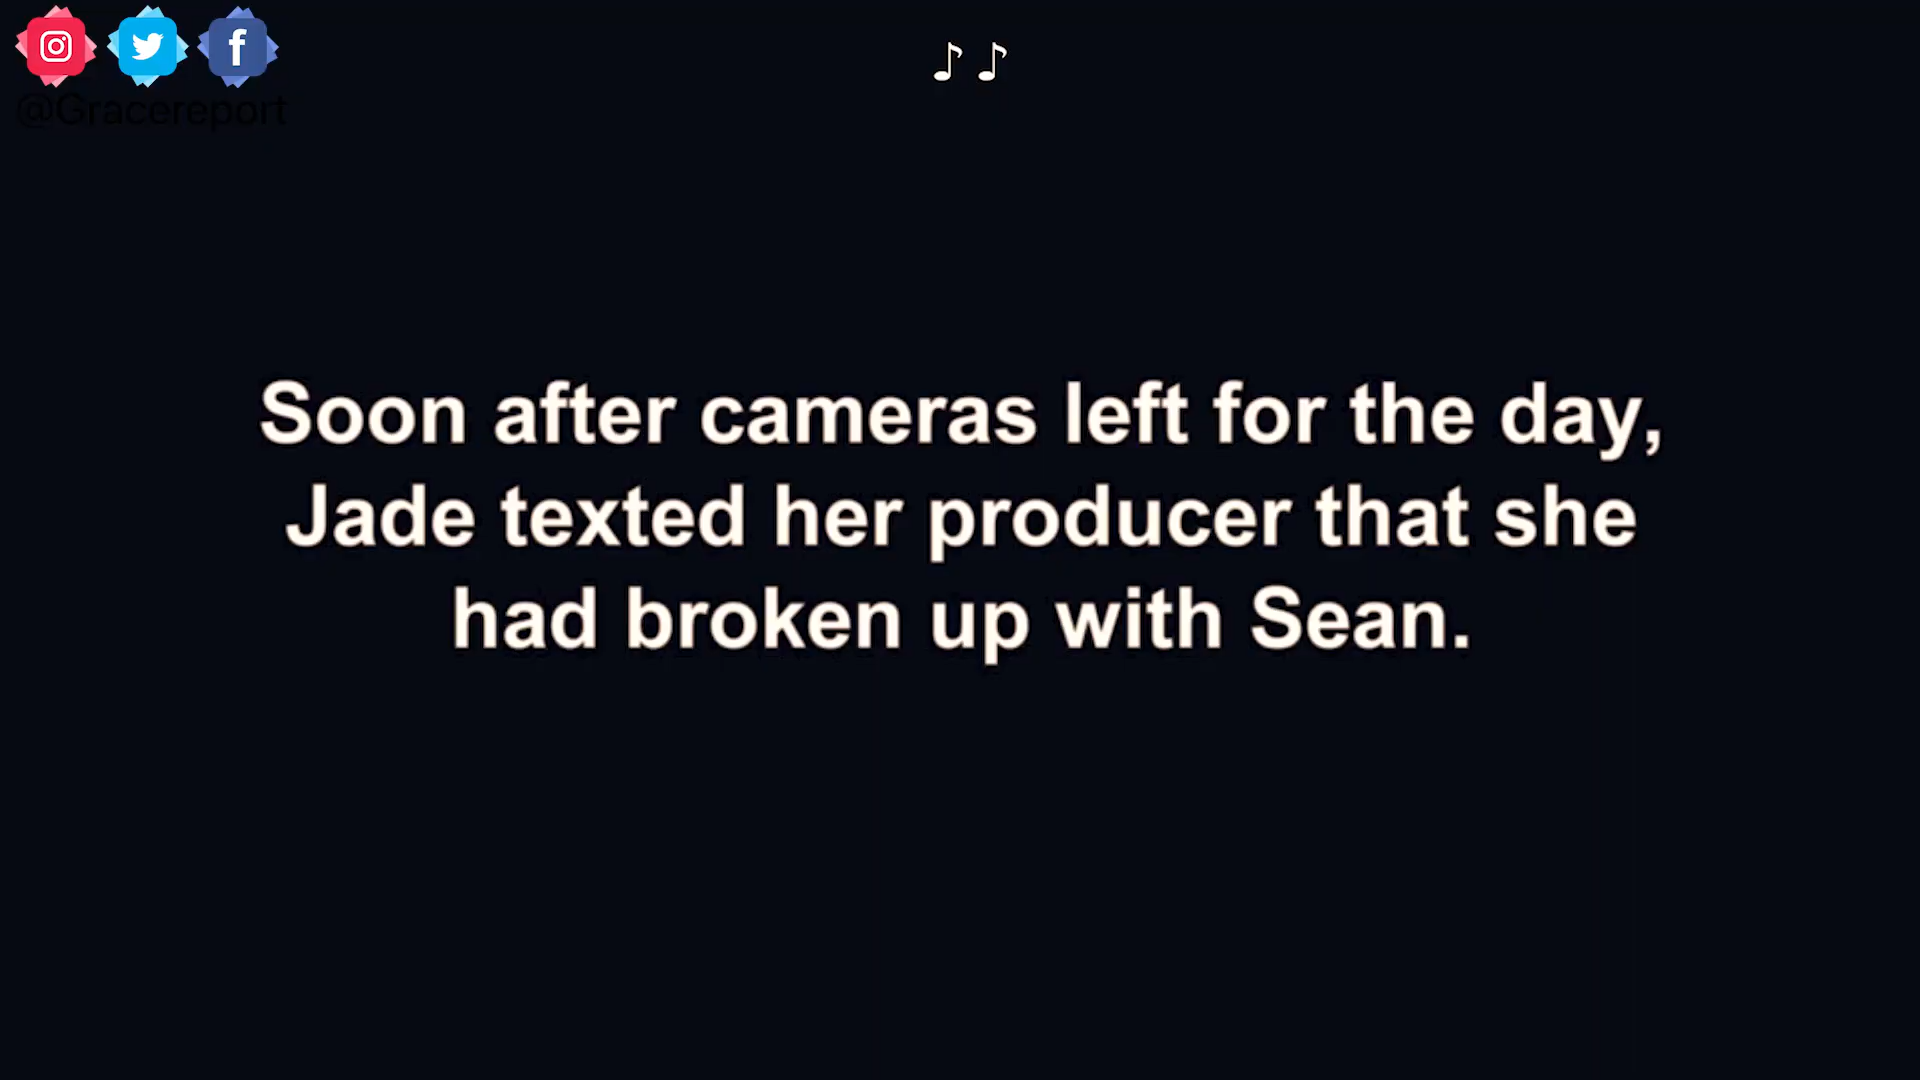 ♪ ♪
@Gracereport
Soon after cameras left for the day,
Jade texted her producer that she
had broken up with Sean.